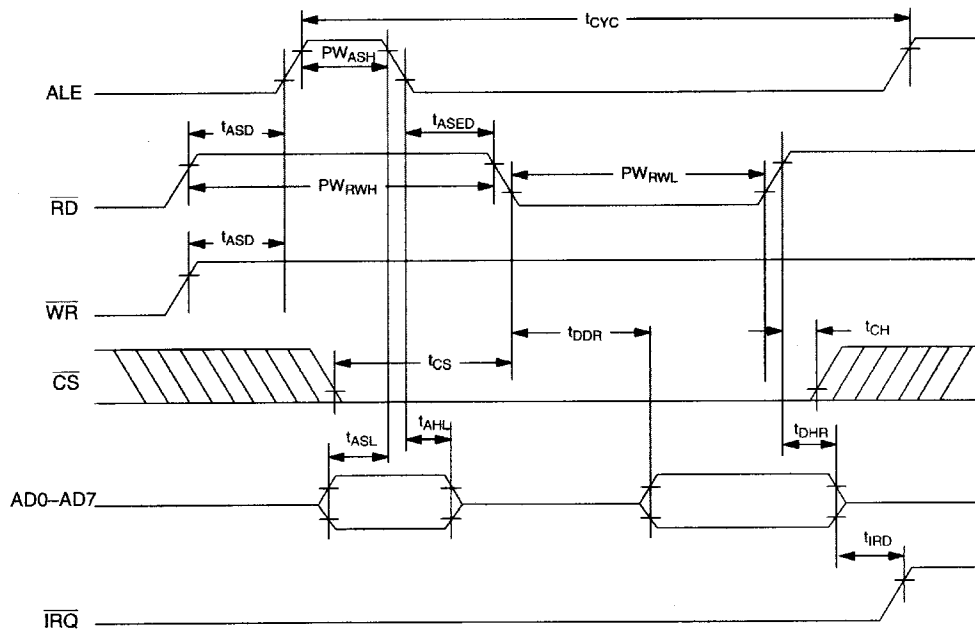 tCYC
PWASH
ALE
tASD
tASED
PWRWH
PWRWL
RD
tASD
WR
tDDR
tCH
tCS
CS
tASL
tAHL
tDHR
AD0–AD7
tIRD
IRQ